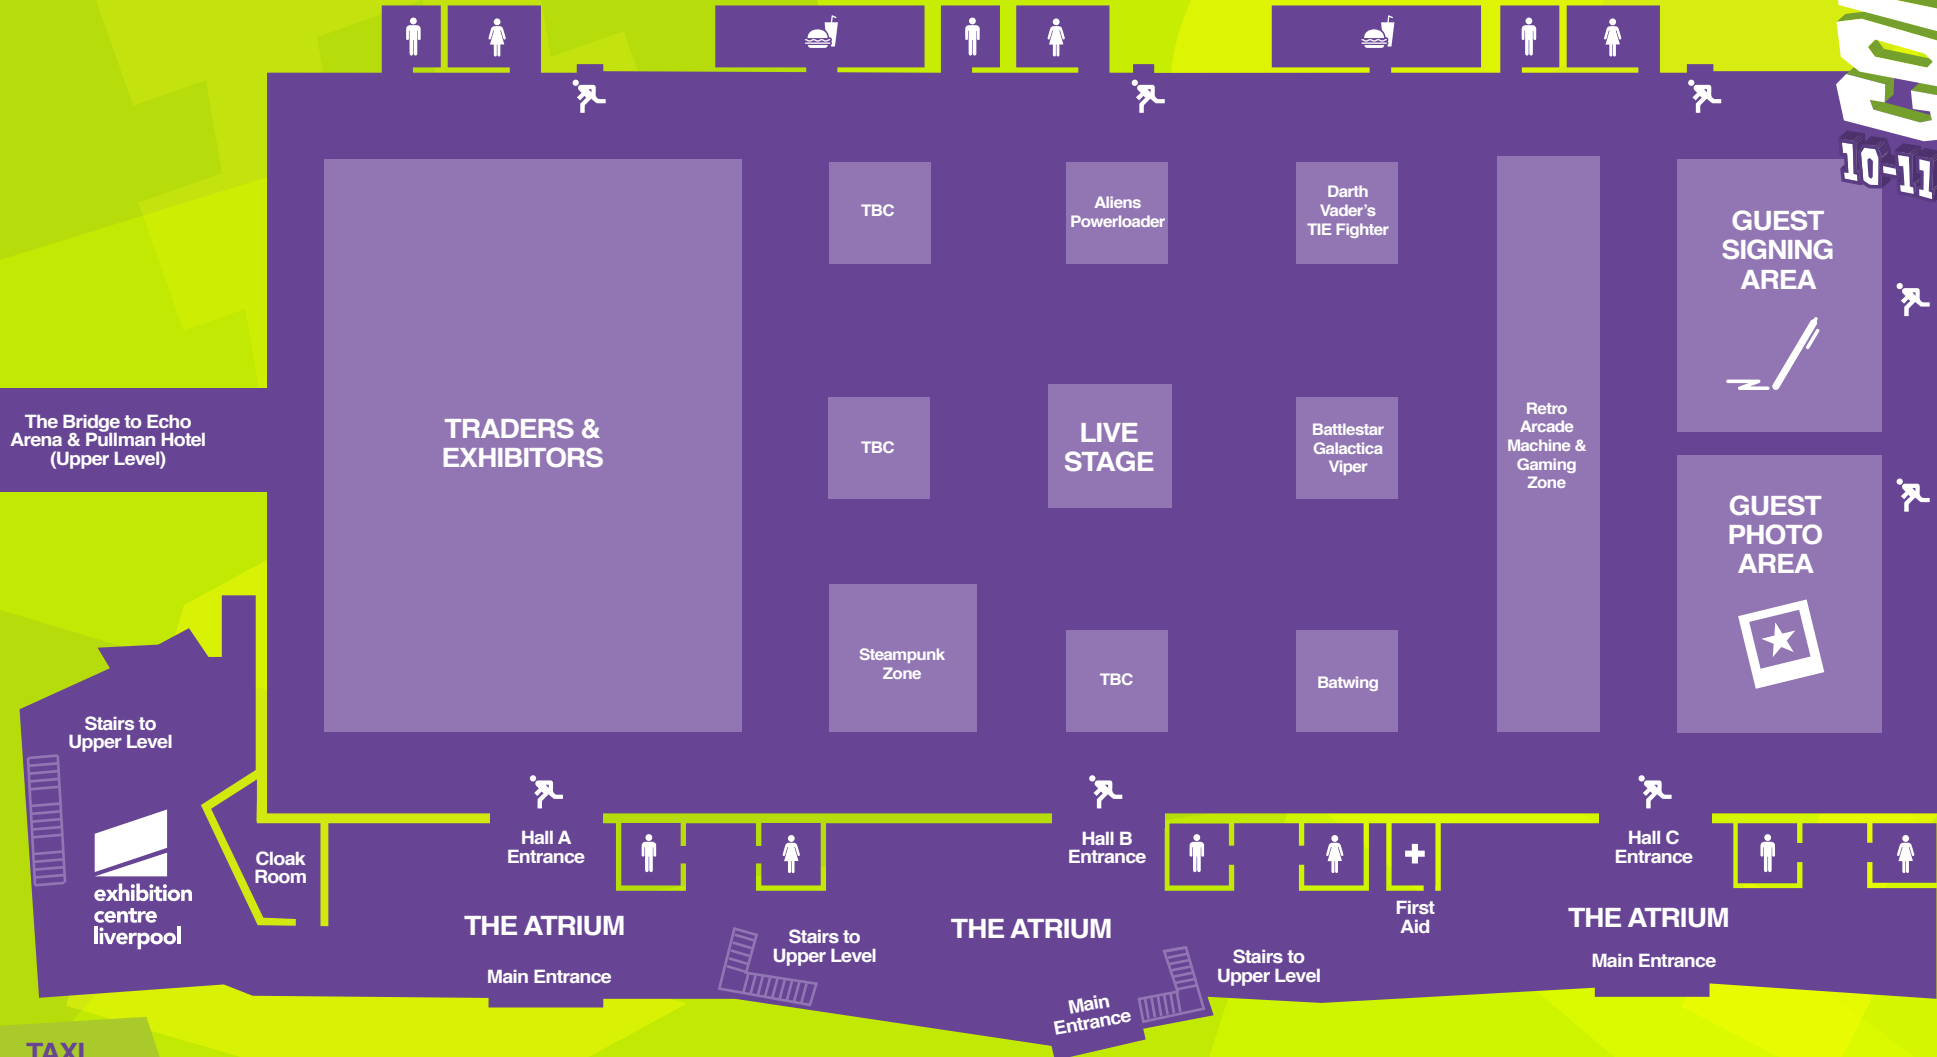 10-11
TBC
Aliens
Powerloader
Darth
Vader's
TIE Fighter
GUEST
SIGNING
AREA
The Bridge to Echo
Arena & Pullman Hotel
(Upper Level)
TRADERS &
EXHIBITORS
TBC
LIVE
STAGE
Battlestar
Galactica
Viper
Retro
Arcade
Machine &
Gaming
Zone
GUEST
PHOTO
AREA
Steampunk
Zone
TBC
Batwing
Stairs to
Upper Level
exhibition
centre
liverpool
Cloak
Room
Hall A
Entrance
Hall B
Entrance
Hall C
Entrance
First
Aid
THE ATRIUM
THE ATRIUM
THE ATRIUM
Main Entrance
Stairs to
Upper Level
Stairs to
Upper Level
Main
Entrance
Main Entrance
TAXI